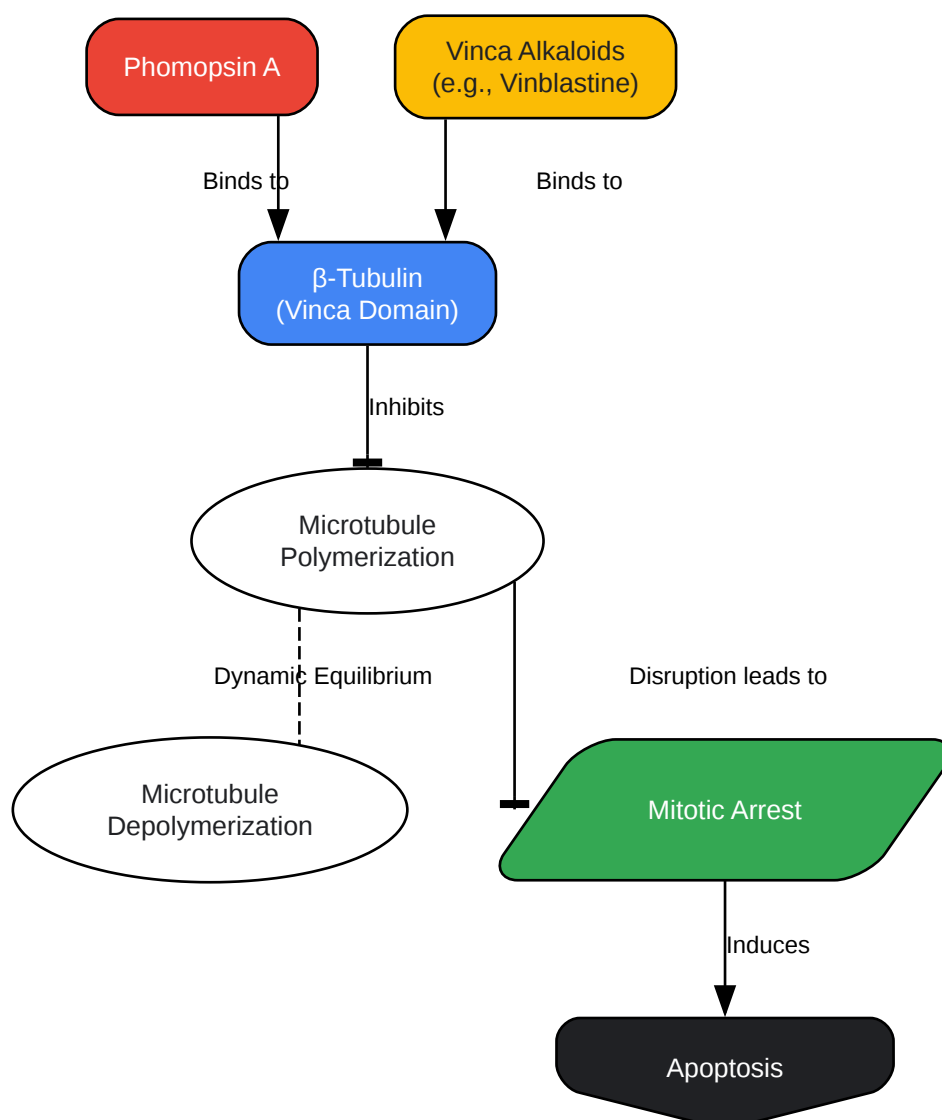 Phomopsin A
Vinca Alkaloids
(e.g., Vinblastine)
Binds to
Binds to
β-Tubulin
(Vinca Domain)
Inhibits
Microtubule
Polymerization
Dynamic Equilibrium
Disruption leads to
Microtubule
Depolymerization
Mitotic Arrest
Induces
Apoptosis